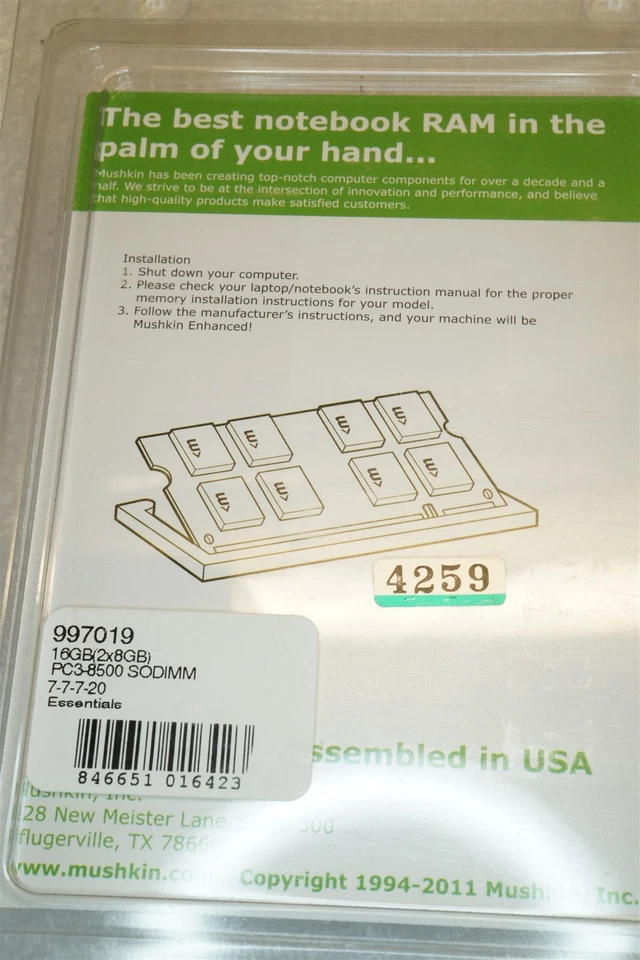 The best notebook RAM in the
palm of your hand...
Mushkin has been creating top-notch computer components for over a decade and a
half. We strive to be at the intersection of innovation and performance, and believe
that high-quality products make satisfied customers.
Installation
1. Shut down your computer.
2. Please check your laptop/notebook's instruction manual for the proper
memory installation instructions for your model.
3. Follow the manufacturer's instructions, and your machine will be
Mushkin Enhanced!
4259
997019
16GB(2x8GB)
PC3-8500 SODIMM
7-7-7-20
Essentials
846651 016423
ssembled in USA
Mushkin, Inc.
28 New Meister Lane
flugerville, TX 7866
www.mushkin.co
Copyright 1994-2011 Mushkin Inc.